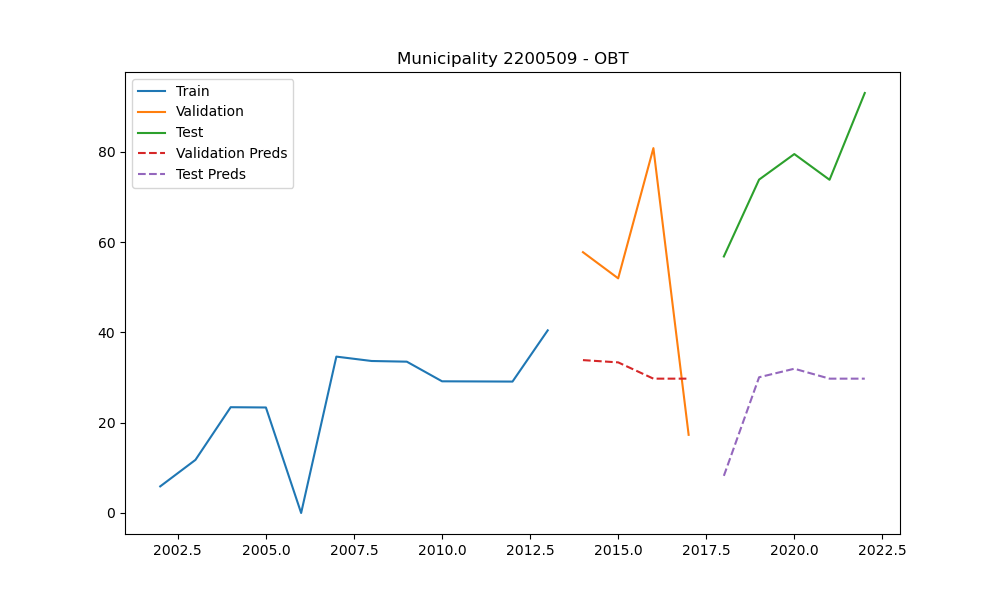 Municipality 2200509 - OBT
Train
Validation
Test
Validation Preds
Test Preds
80
60
40
20
0
2002.5 2005.0 2007.5 2010.0 2012.5 2015.0 2017.5 2020.0 2022.5